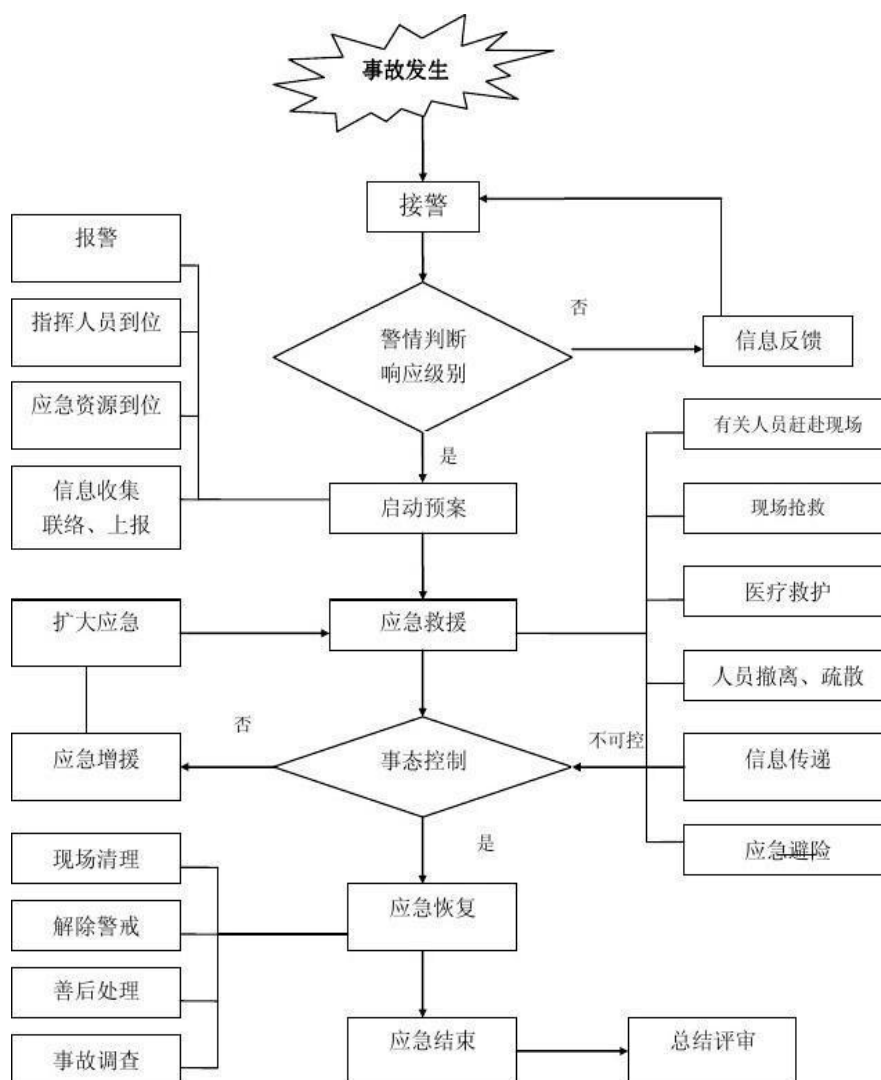 事故发生
接警
报警
指挥人员到位
应急资源到位
信息收集
联络、上报
警情判断
响应级别
否
信息反馈
是
启动预案
有关人员赶赴现场
现场抢救
医疗救护
人员撤离、疏散
信息传递
应急避险
扩大应急
应急救援
应急增援
否
事态控制
不可控
是
现场清理
解除警戒
善后处理
事故调查
应急恢复
应急结束
总结评审